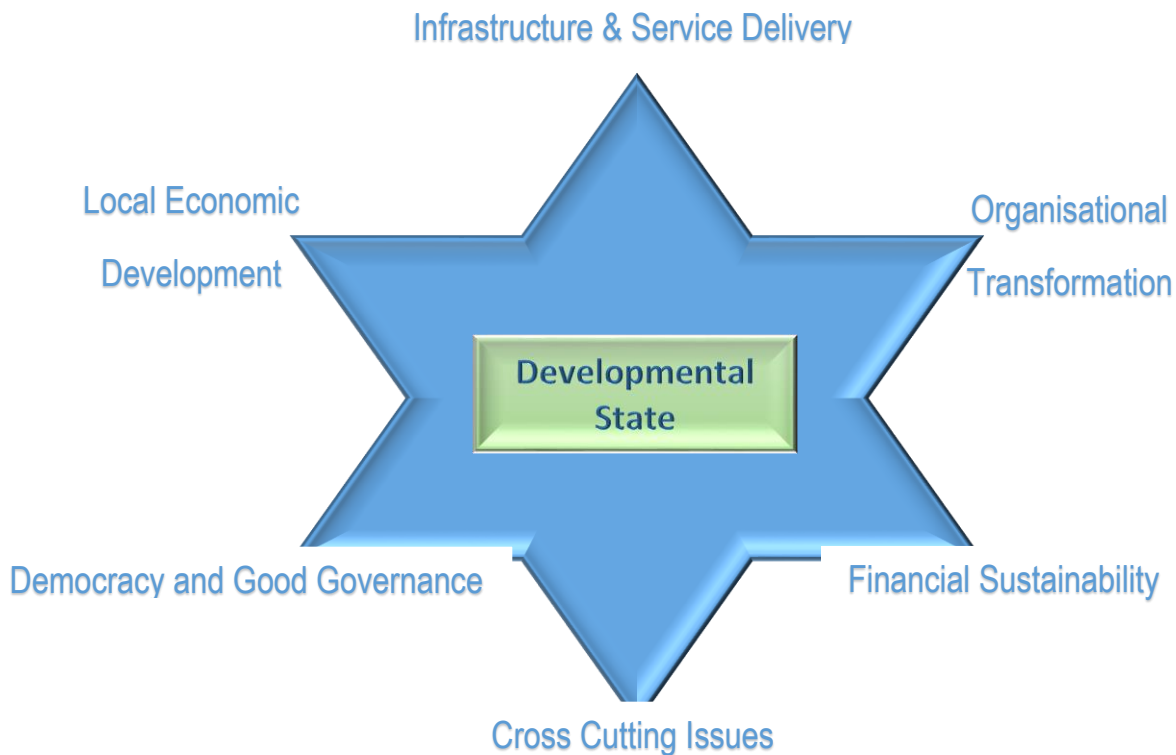 Infrastructure & Service Delivery
Local Economic
Development
Organisational
Transformation
Developmental
State
Democracy and Good Governance
Financial Sustainability
Cross Cutting Issues